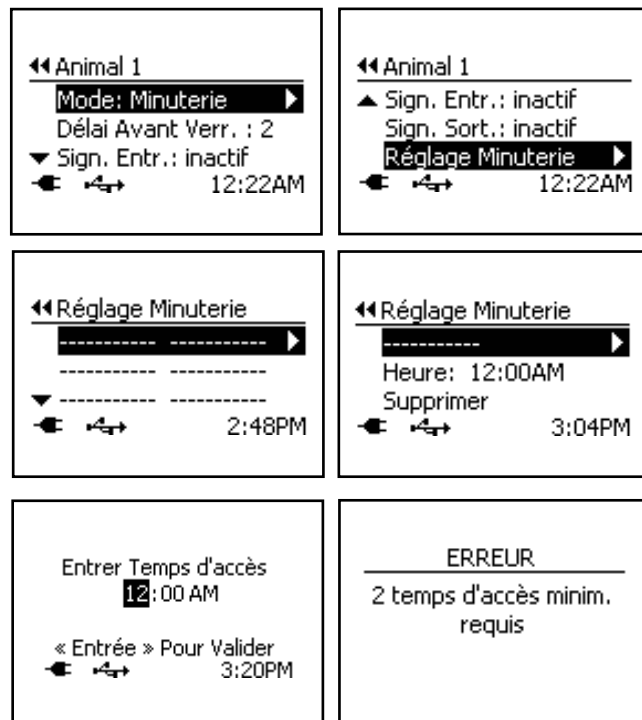 Animal 1
Mode: Minuterie
Délai Avant Verr. : 2
Sign. Entr.: inactif
12:22AM
Animal 1
Sign. Entr.: inactif
Sign. Sort.: inactif
Réglage Minuterie
12:22AM
Réglage Minuterie
----------- -----------
----------- -----------
----------- -----------
2:48PM
Réglage Minuterie
-----------
Heure: 12:00AM
Supprimer
3:04PM
Entrer Temps d'accès
12:00 AM
« Entrée » Pour Valider
3:20PM
ERREUR
2 temps d'accès minim.
requis